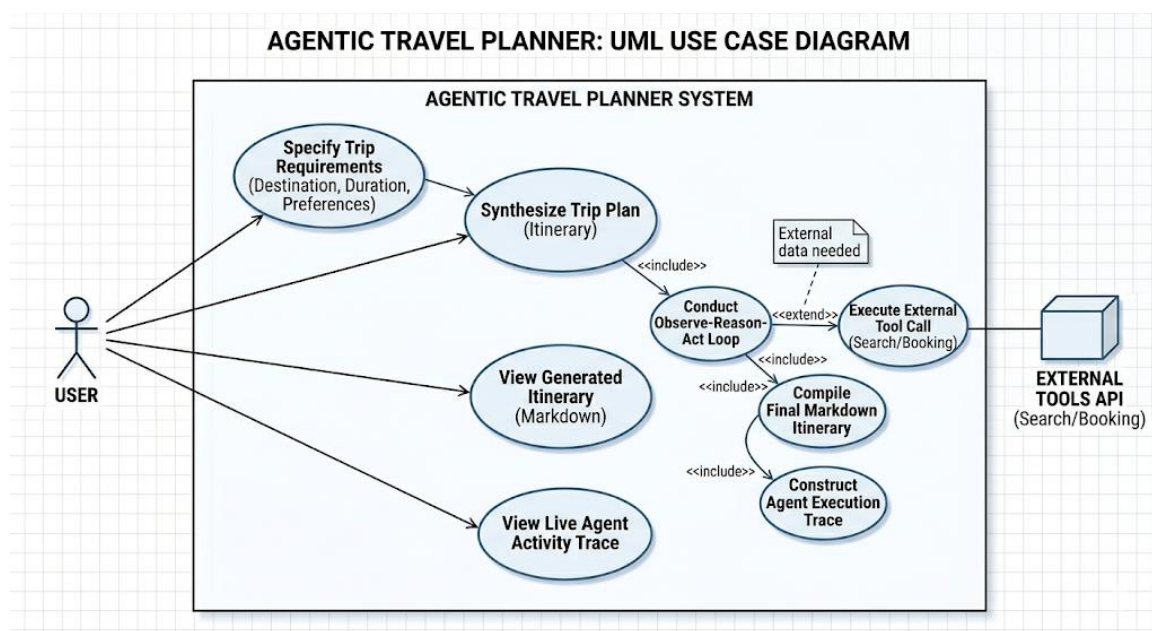 AGENTIC TRAVEL PLANNER: UML USE CASE DIAGRAM
AGENTIC TRAVEL PLANNER SYSTEM
Specify Trip
Requirements
(Destination, Duration,
Preferences)
Synthesize Trip Plan
(Itinerary)
External
data needed
<<include>>
Conduct
Observe-Reason-
Act Loop
<<extend>>
Execute External
Tool Call
(Search/Booking)
USER
EXTERNAL
TOOLS API
(Search/Booking)
View Generated
Itinerary
(Markdown)
<<include>>
<<include>>
Compile
Final Markdown
Itinerary
<<include>>
Construct
Agent Execution
Trace
View Live Agent
Activity Trace